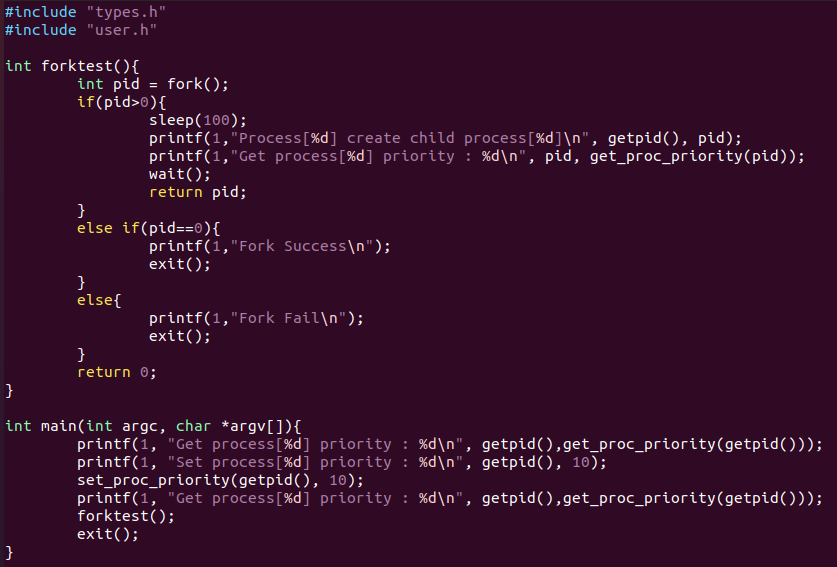 #include "types.h"
#include "user.h"

int forktest(){
        int pid = fork();
        if(pid>0){
                sleep(100);
                printf(1,"Process[%d] create child process[%d]\n", getpid(), pid);
                printf(1,"Get process[%d] priority : %d\n", pid, get_proc_priority(pid));
                wait();
                return pid;
        }
        else if(pid==0){
                printf(1,"Fork Success\n");
                exit();
        }
        else{
                printf(1,"Fork Fail\n");
                exit();
        }
        return 0;
}

int main(int argc, char *argv[]){
        printf(1, "Get process[%d] priority : %d\n", getpid(),get_proc_priority(getpid()));
        printf(1, "Set process[%d] priority : %d\n", getpid(), 10);
        set_proc_priority(getpid(), 10);
        printf(1, "Get process[%d] priority : %d\n", getpid(),get_proc_priority(getpid()));
        forktest();
        exit();
}